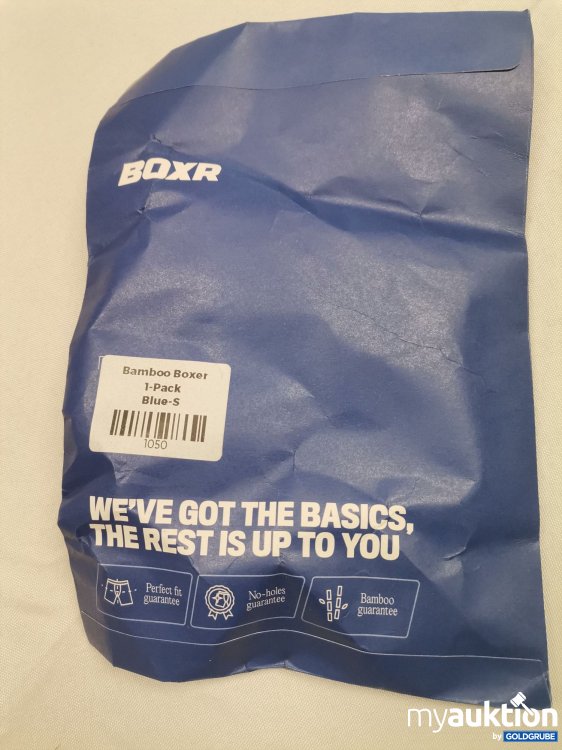 BOXR
Bamboo Boxer
1-Pack
Blue-S
1050
WE'VE GOT THE BASICS,
THE REST IS UP TO YOU
Perfect fit
guarantee
No-holes
guarantee
Bamboo
guarantee
myauktion
by GOLDGRUBE